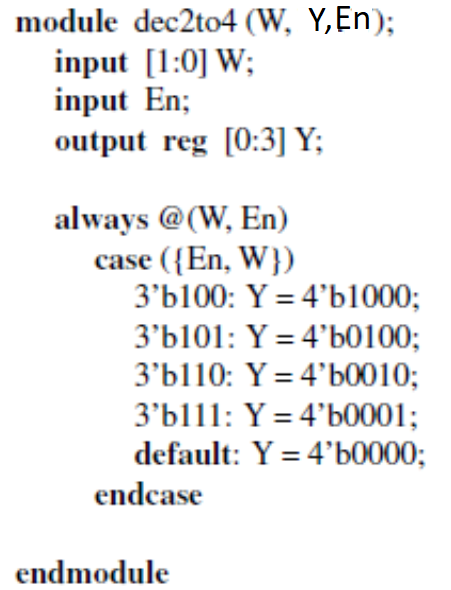 module dec2to4 (W, Y,En);
input [1:0] W;
input En;
output reg [0:3] Y;
always @(W, En)
case ({En, W})
3’b100: Y = 4’b1000;
3’b101: Y = 4’b0100;
3’b110: Y = 4’b0010;
3’b111: Y = 4’b0001;
default: Y = 4’b0000;
endcase
endmodule